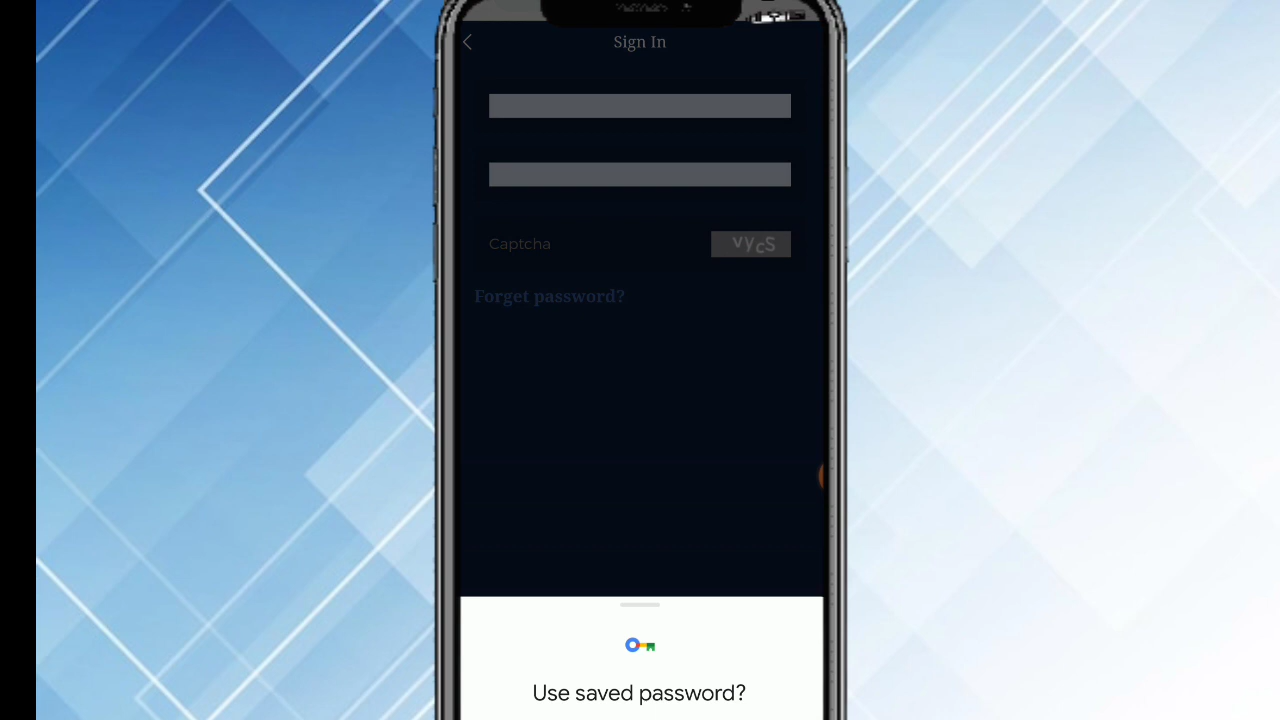 Sign In
Captcha
vycS
Forget password?
Use saved password?